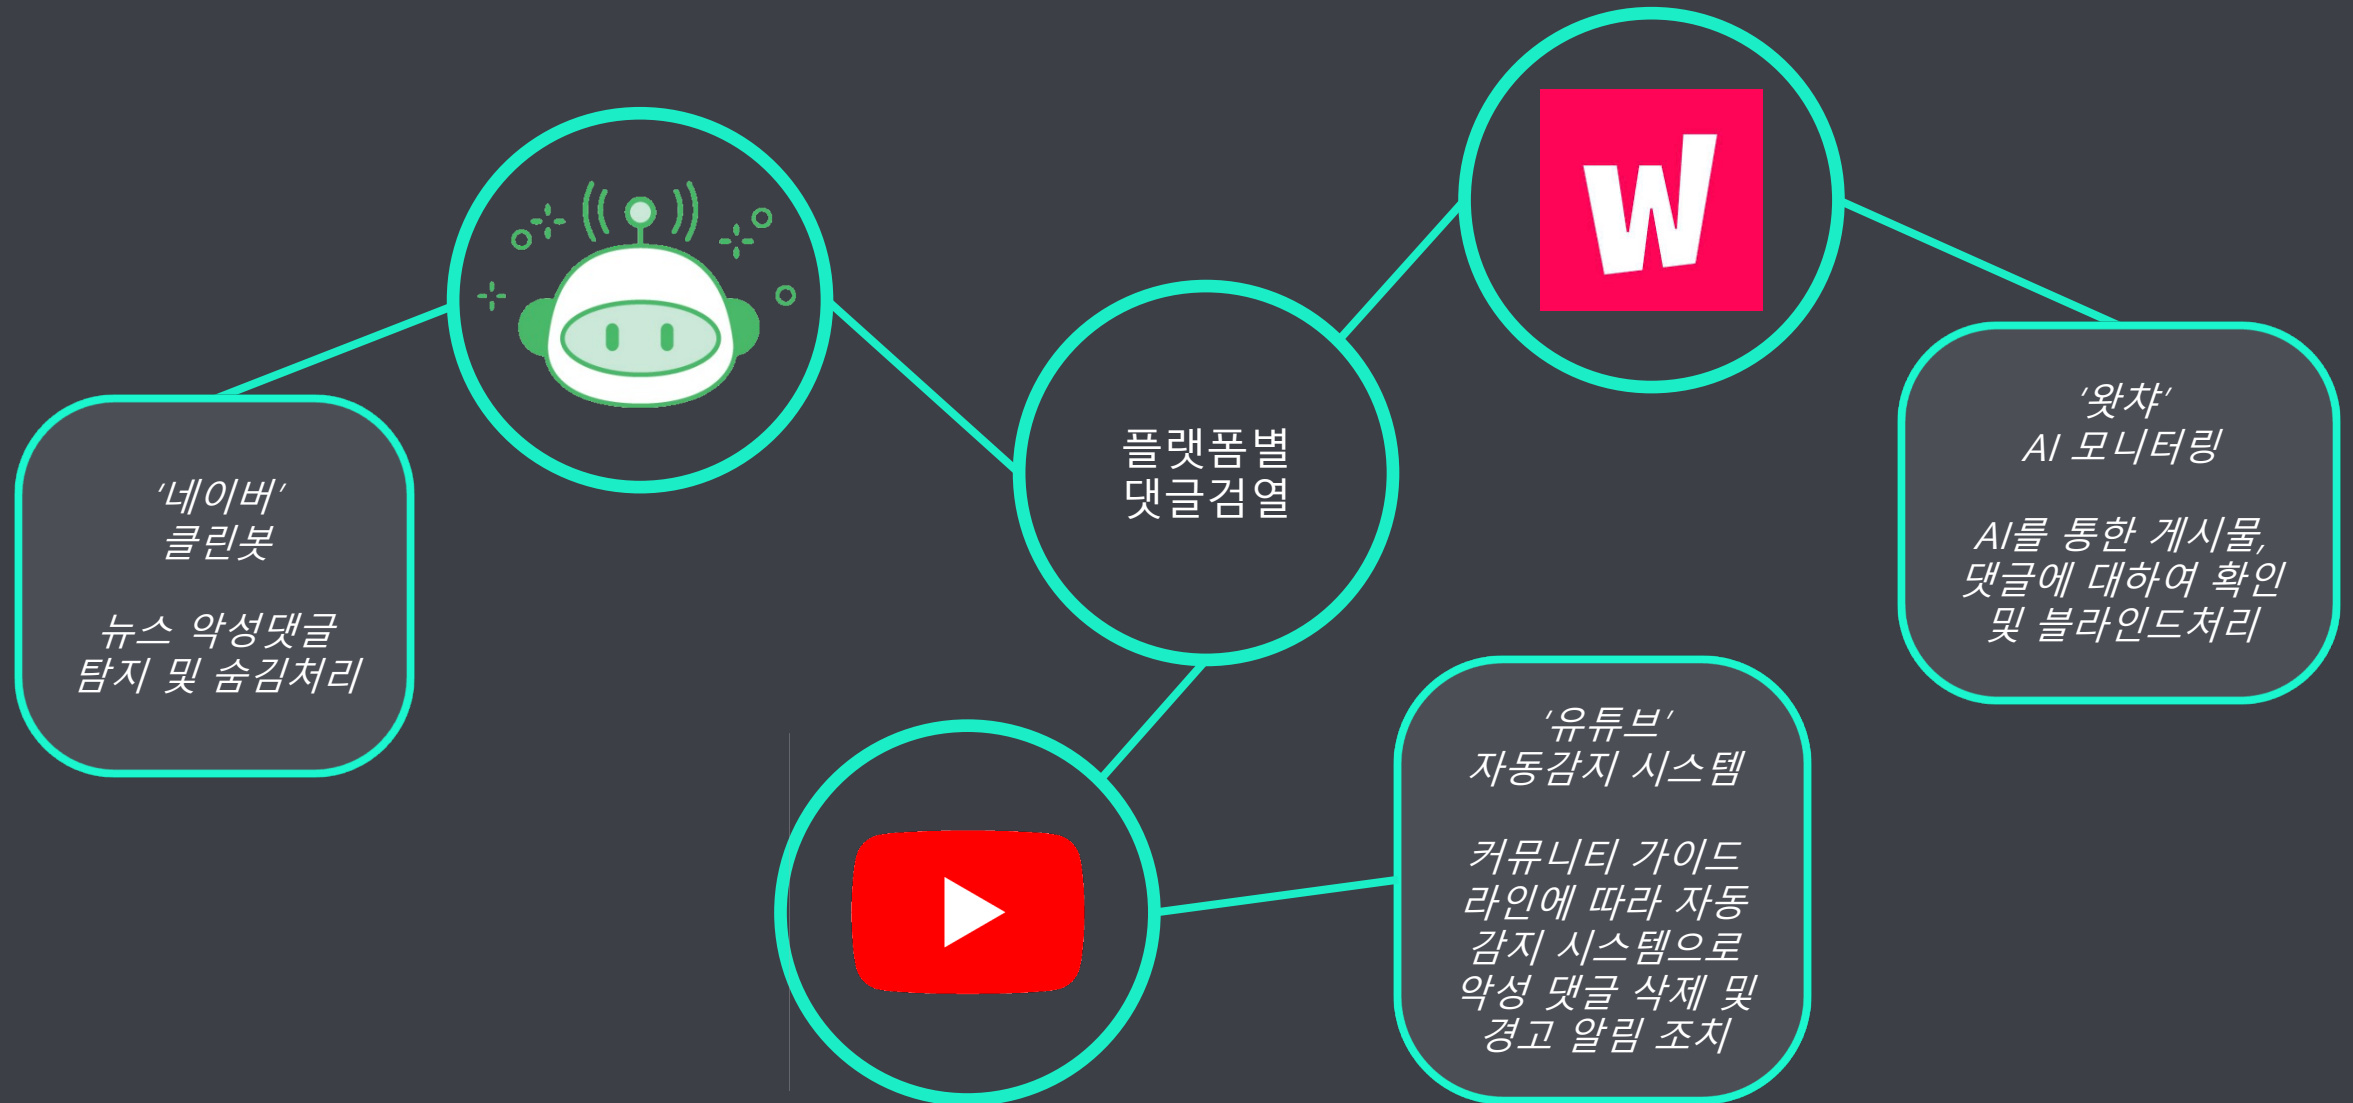 플랫폼별
댓글검열
‘네이버’
클린봇
뉴스 악성댓글
탐지 및 숨김처리
W
‘왓챠’
AI 모니터링
AI를 통한 게시물,
댓글에 대하여 확인
및 블라인드처리
‘유튜브’
자동감지 시스템
커뮤니티 가이드
라인에 따라 자동
감지 시스템으로
악성 댓글 삭제 및
경고 알림 조치